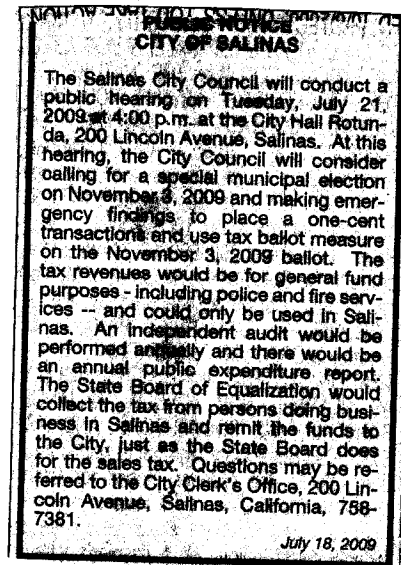 PUBLIC NOTICE
CITY OF SALINAS
The Salinas City Council will conduct a
public hearing on Tuesday, July 21,
2009 at 4:00 p.m. at the City Hall Rotun-
da, 200 Lincoln Avenue, Salinas. At this
hearing, the City Council will consider
calling for a special municipal election
on November 3, 2009 and making emer-
gency findings to place a one-cent
transactions and use tax ballot measure
on the November 3, 2009 ballot. The
tax revenues would be for general fund
purposes - including police and fire serv-
ices -- and could only be used in Sali-
nas. An independent audit would be
performed annually and there would be
an annual public expenditure report.
The State Board of Equalization would
collect the tax from persons doing busi-
ness in Salinas and remit the funds to
the City, just as the State Board does
for the sales tax. Questions may be re-
ferred to the City Clerk's Office, 200 Lin-
coln Avenue, Salinas, California, 758-
7381.
July 18, 2009